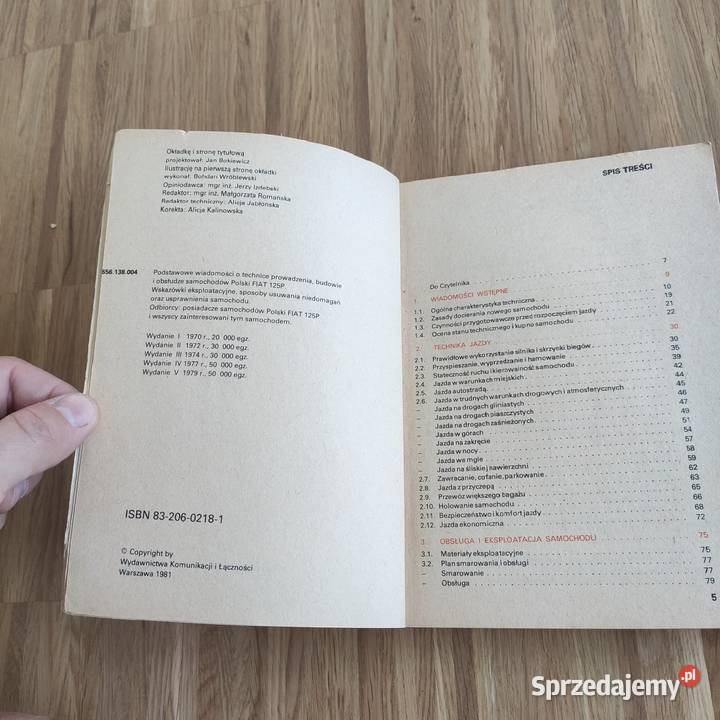 Okładkę i stronę tytułową
projektował: Jan Bokiewicz
Ilustrację na pierwszą stronę okładki
wykonał: Bohdan Wróblewski
Opiniodawca: mgr inż. Jerzy Izdebski
Redaktor: mgr inż. Małgorzata Romańska
Redaktor techniczny: Alicja Jabłońska
Korekta: Alicja Kalinowska
656.138.004
Podstawowe wiadomości o technice prowadzenia, budowie
i obsłudze samochodów Polski FIAT 125P.
Wskazówki eksploatacyjne, sposoby usuwania niedomagań
oraz usprawnienia samochodu.
Odbiorcy: posiadacze samochodów Polski FIAT 125P
i wszyscy zainteresowani tym samochodem.
Wydanie I 1970 r., 20 000 egz.
Wydanie II 1972 r., 30 000 egz.
Wydanie III 1974 r., 30 000 egz.
Wydanie IV 1977 r., 50 000 egz.
Wydanie V 1979 r., 50 000 egz.
ISBN 83-206-0218-1
© Copyright by
Wydawnictwa Komunikacji i Łączności
Warszawa 1981
SPIS TREŚCI
Do Czytelnika 7
1. WIADOMOŚCI WSTĘPNE 9
1.1. Ogólna charakterystyka techniczna 10
1.2. Zasady docierania nowego samochodu 19
1.3. Czynności przygotowawcze przed rozpoczęciem jazdy 21
1.4. Ocena stanu technicznego i kupno samochodu 22
2. TECHNIKA JAZDY 30
2.1. Prawidłowe wykorzystanie silnika i skrzynki biegów 30
2.2. Przyspieszanie, wyprzedzanie i hamowanie 35
2.3. Stateczność ruchu i kierowalność samochodu 39
2.4. Jazda w warunkach miejskich 42
2.5. Jazda autostradą 44
2.6. Jazda w trudnych warunkach drogowych i atmosferycznych 45
– Jazda na drogach gliniastych 46
– Jazda na drogach piaszczystych 47
– Jazda na drogach zaśnieżonych 49
– Jazda w górach 51
– Jazda na zakręcie 54
– Jazda w nocy 57
– Jazda we mgle 58
– Jazda na śliskiej nawierzchni 59
2.7. Zawracanie, cofanie, parkowanie 62
2.8. Jazda z przyczepą 63
2.9. Przewóz większego bagażu 65
2.10. Holowanie samochodu 66
2.11. Bezpieczeństwo i komfort jazdy 68
2.12. Jazda ekonomiczna 72
3. OBSŁUGA I EKSPLOATACJA SAMOCHODU 75
3.1. Materiały eksploatacyjne 75
3.2. Plan smarowania i obsługi 77
– Smarowanie 77
– Obsługa 79
5
Sprzedajemy.pl